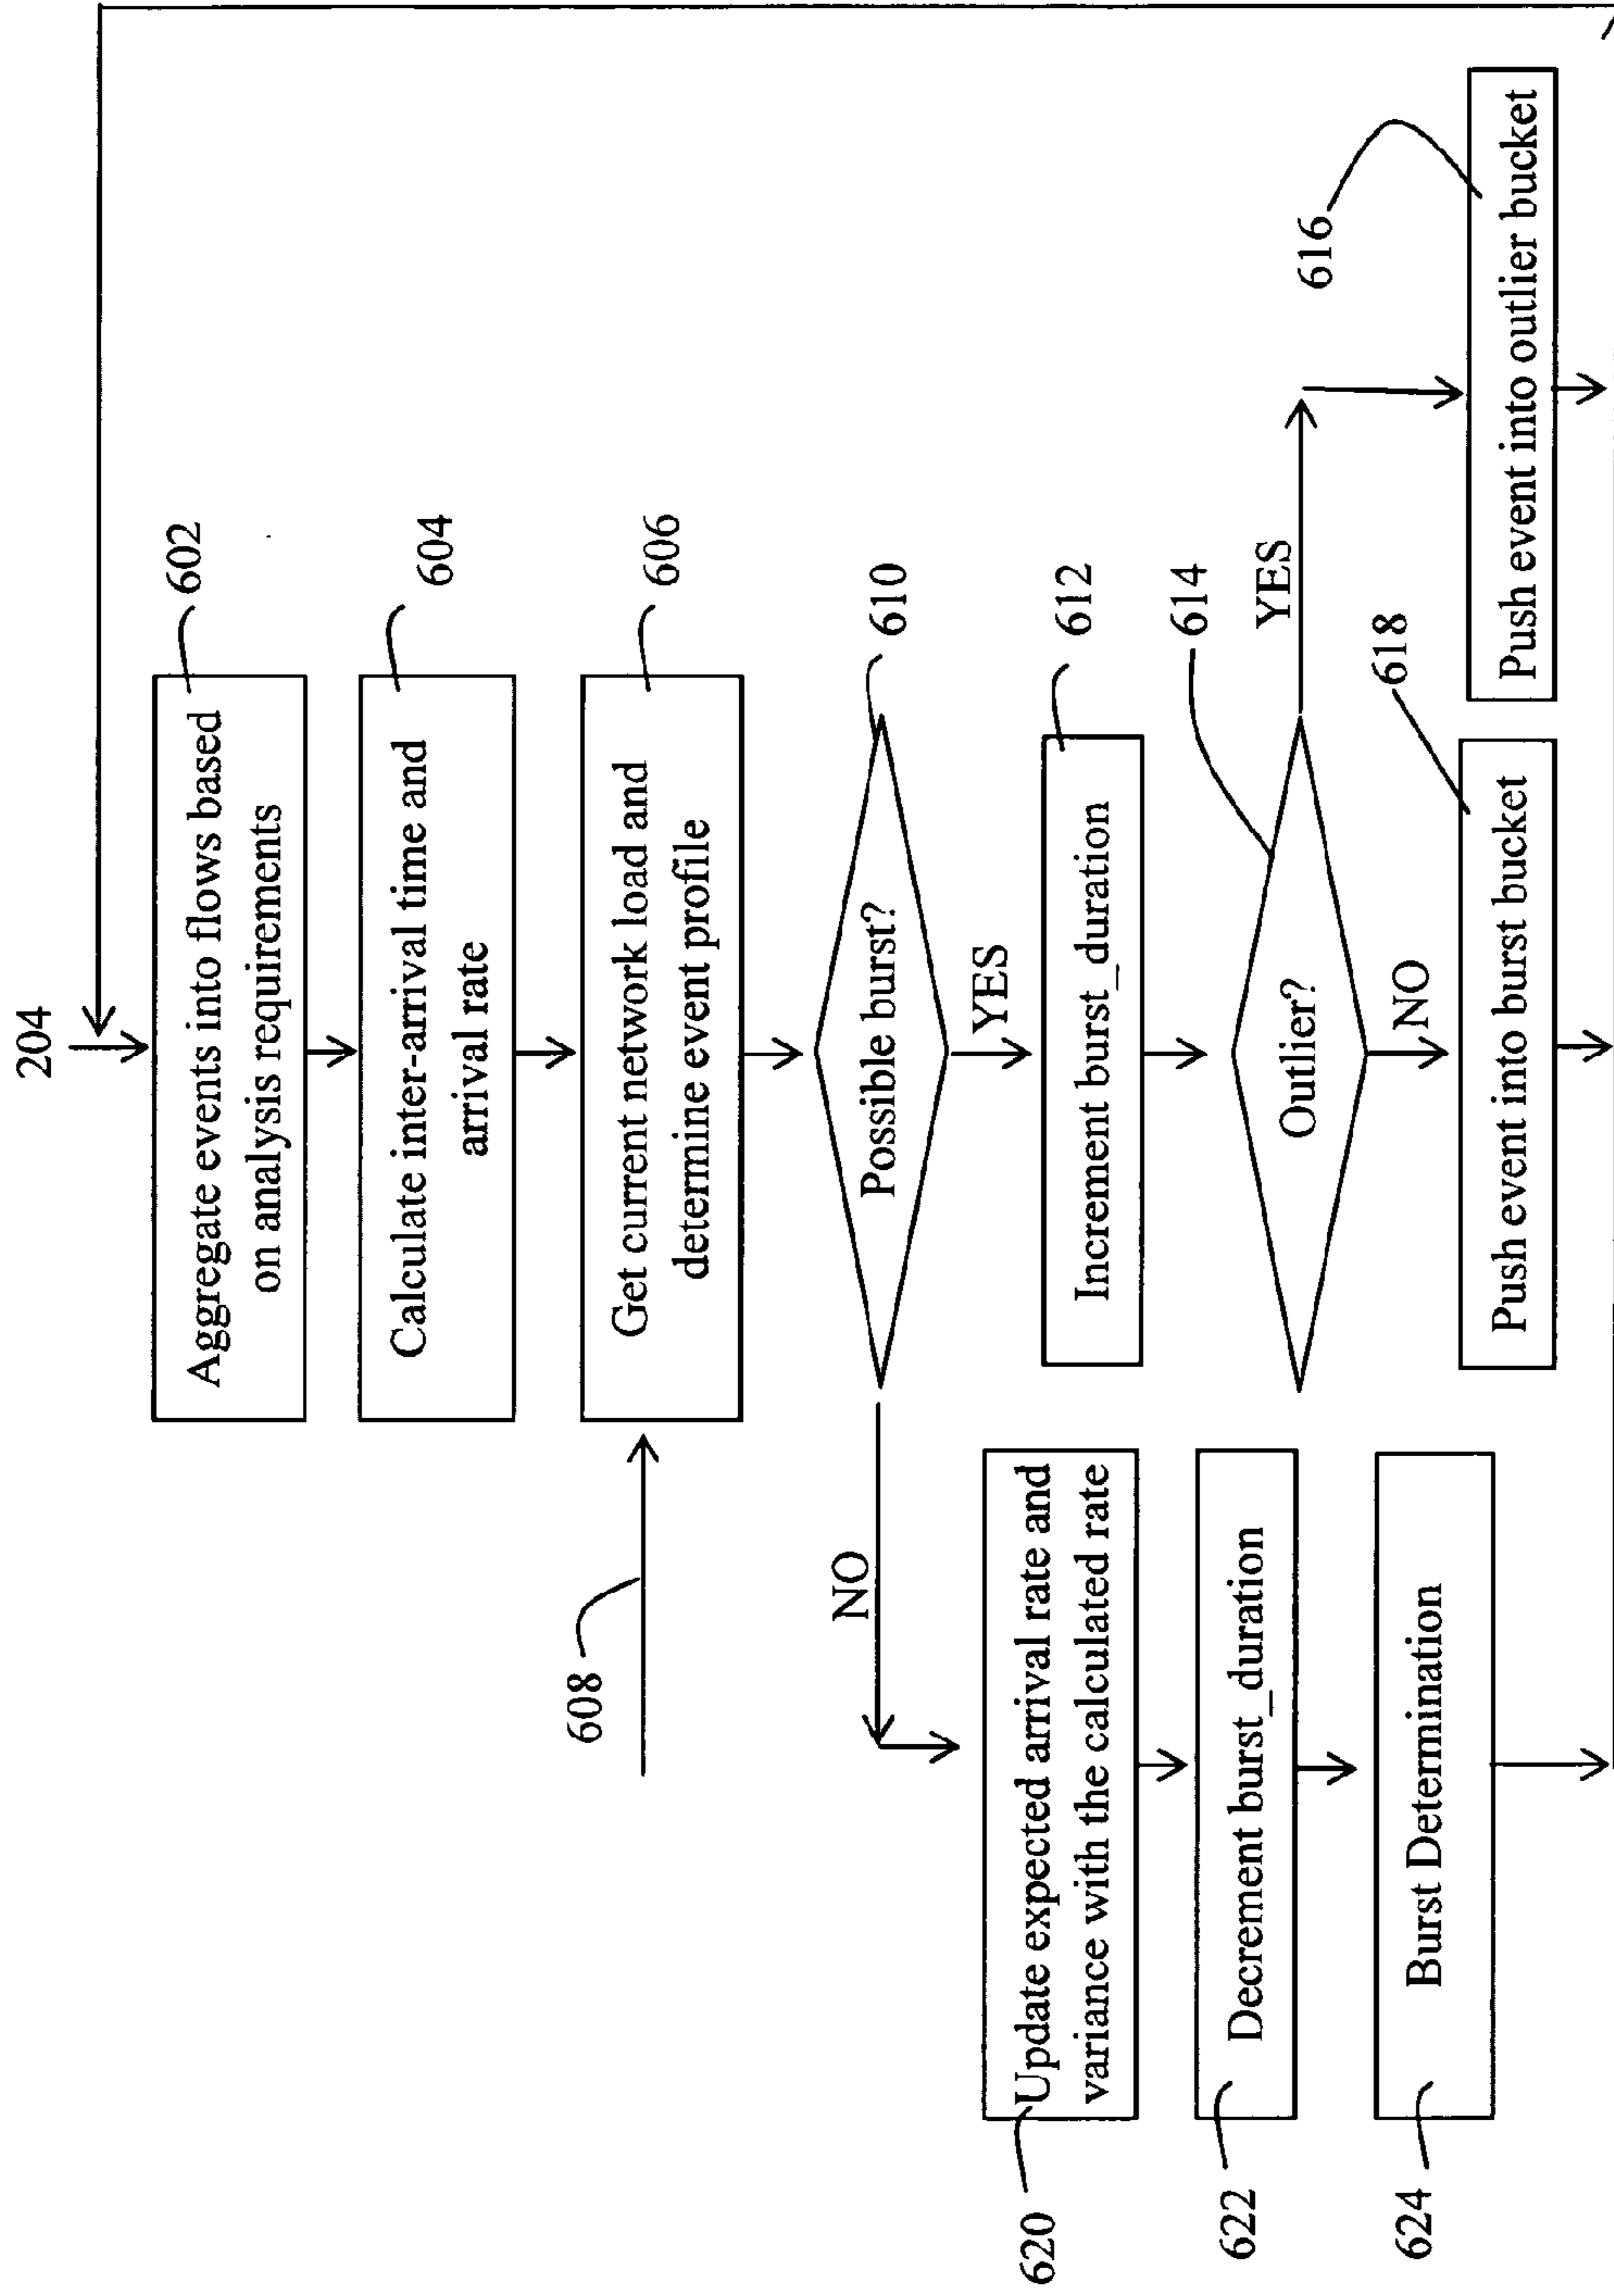 204
Aggregate events into flows based
on analysis requirements
602
Calculate inter-arrival time and
arrival rate
604
608
Get current network load and
determine event profile
606
Possible burst?
610
NO
YES
620
Update expected arrival rate and
variance with the calculated rate
Increment burst_duration
612
622
Decrement burst_duration
Outlier?
614
YES
616
NO
618
624
Burst Determination
Push event into burst bucket
Push event into outlier bucket